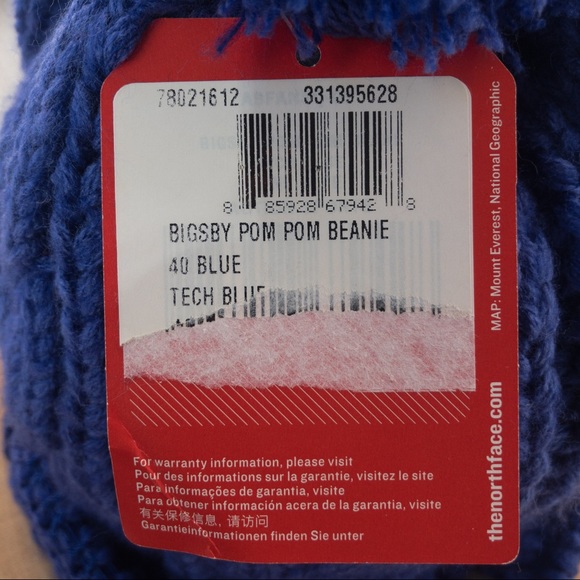 78021612 331395628
8 85928 67942 8
BIGSBY POM POM BEANIE
40 BLUE
TECH BLUE
For warranty information, please visit
Pour des informations sur la garantie, visitez le site
Para informações de garantia, visite
Para obtener información acera de la garantía, visite
有关保修信息, 请访问
Garantieinformationen finden Sie unter
thenorthface.com
MAP: Mount Everest, National Geographic